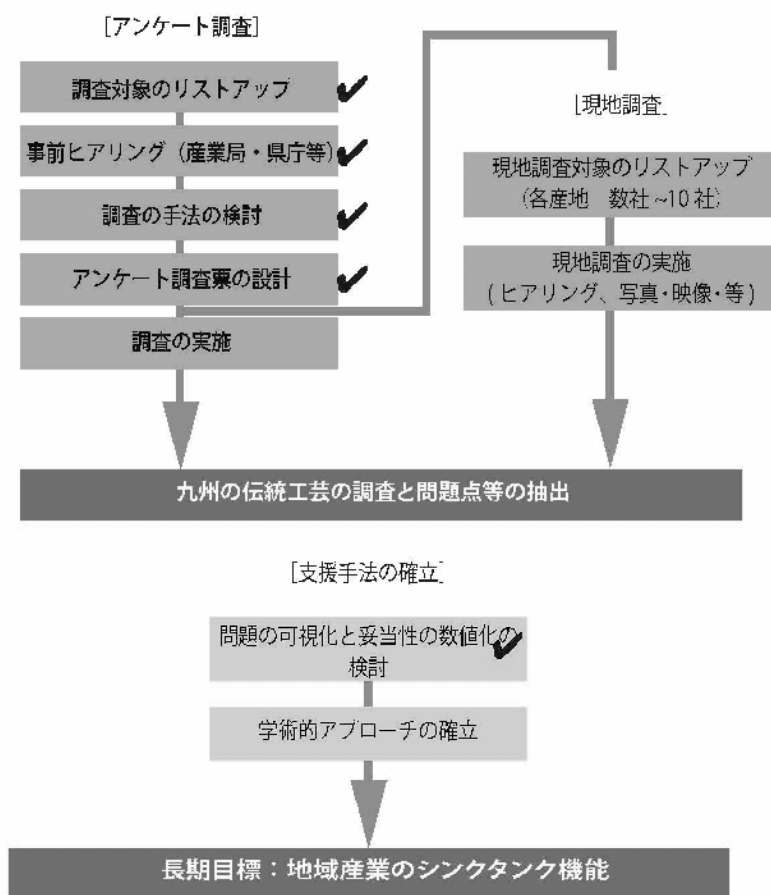 [アンケート調査]
調査対象のリストアップ
事前ヒアリング（産業局・県庁等）
調査の手法の検討
アンケート調査票の設計
調査の実施
[現地調査]
現地調査対象のリストアップ
（各産地　数社~10社）
現地調査の実施
(ヒアリング、写真・映像・等)
九州の伝統工芸の調査と問題点等の抽出
[支援手法の確立]
問題の可視化と妥当性の数値化の
検討
学術的アプローチの確立
長期目標：地域産業のシンクタンク機能